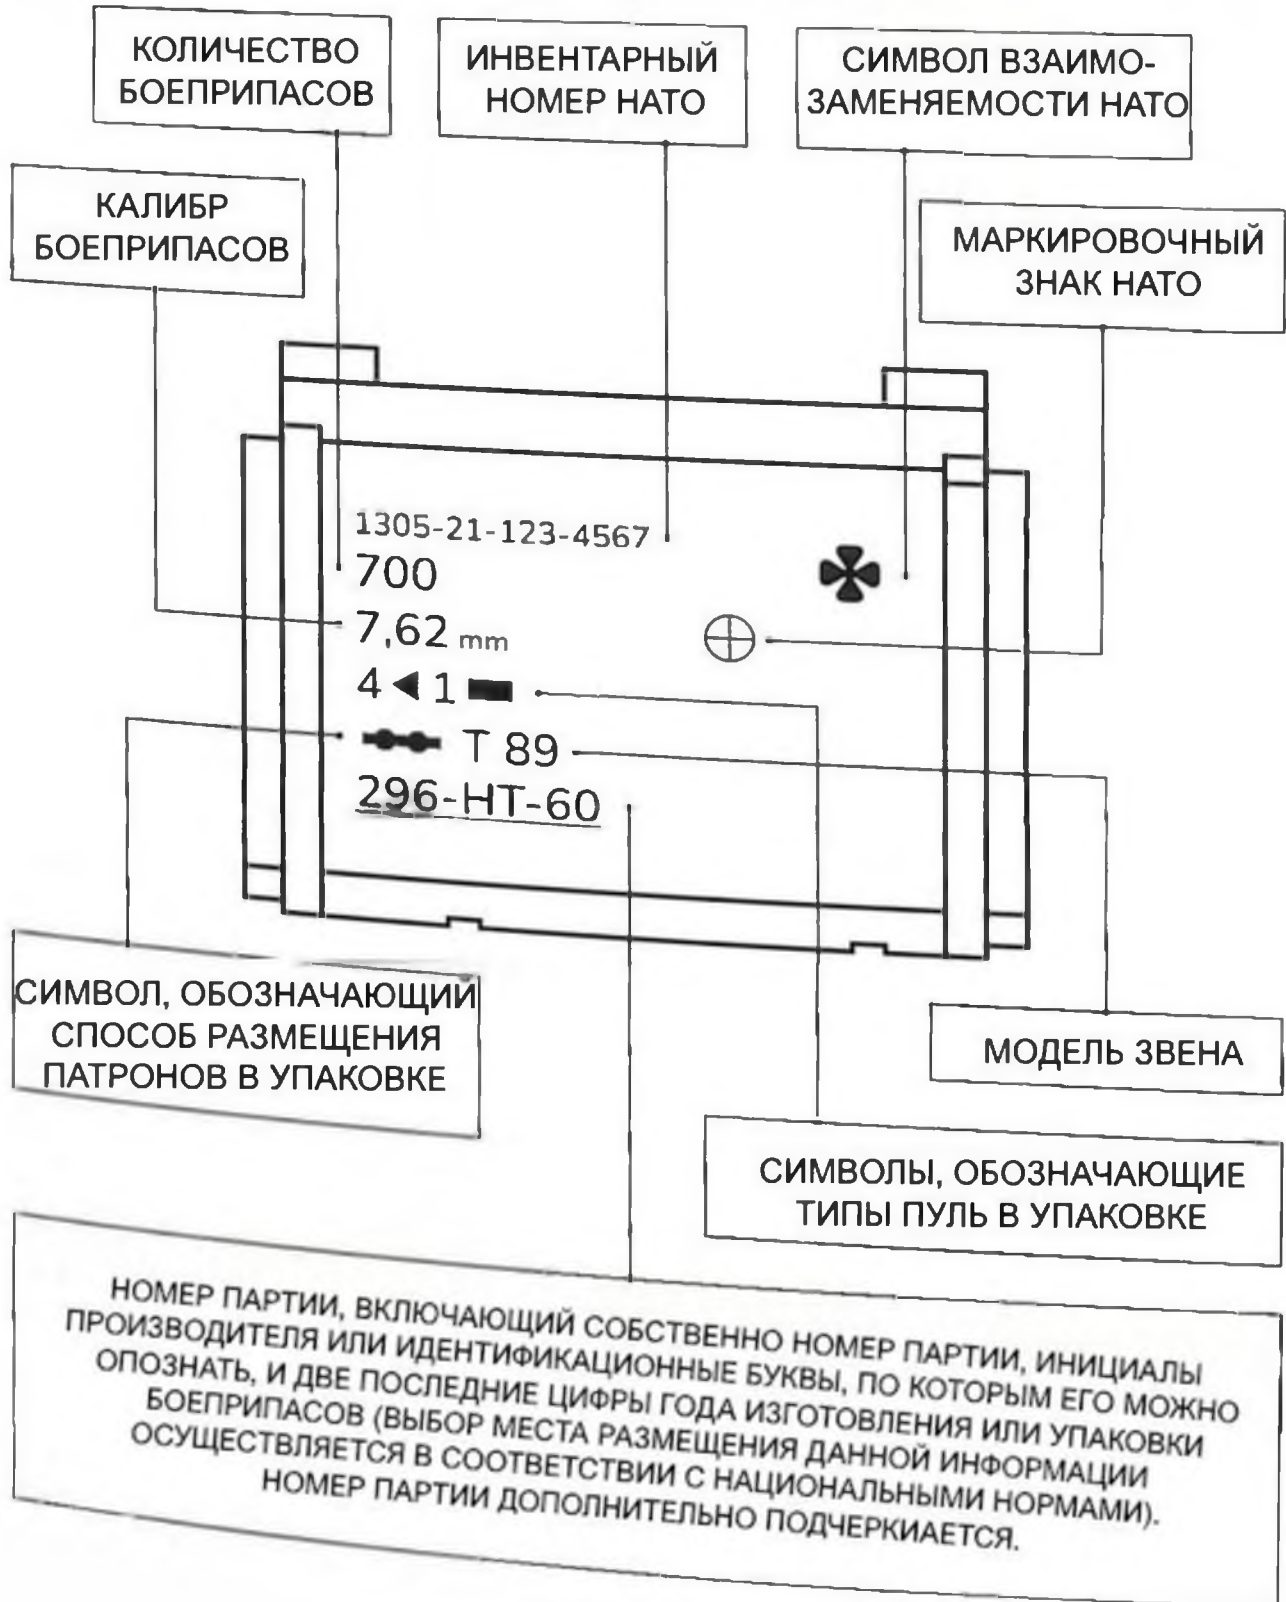 КОЛИЧЕСТВО
БОЕПРИПАСОВ
ИНВЕНТАРНЫЙ
НОМЕР НАТО
СИМВОЛ ВЗАИМО-
ЗАМЕНЯЕМОСТИ НАТО
КАЛИБР
БОЕПРИПАСОВ
МАРКИРОВОЧНЫЙ
ЗНАК НАТО
1305-21-123-4567
700
7,62 mm
4 ◀ 1
T 89
296-HT-60
СИМВОЛ, ОБОЗНАЧАЮЩИЙ
СПОСОБ РАЗМЕЩЕНИЯ
ПАТРОНОВ В УПАКОВКЕ
МОДЕЛЬ ЗВЕНА
СИМВОЛЫ, ОБОЗНАЧАЮЩИЕ
ТИПЫ ПУЛЬ В УПАКОВКЕ
НОМЕР ПАРТИИ, ВКЛЮЧАЮЩИЙ СОБСТВЕННО НОМЕР ПАРТИИ, ИНИЦИАЛЫ
ПРОИЗВОДИТЕЛЯ ИЛИ ИДЕНТИФИКАЦИОННЫЕ БУКВЫ, ПО КОТОРЫМ ЕГО МОЖНО
ОПОЗНАТЬ, И ДВЕ ПОСЛЕДНИЕ ЦИФРЫ ГОДА ИЗГОТОВЛЕНИЯ ИЛИ УПАКОВКИ
БОЕПРИПАСОВ (ВЫБОР МЕСТА РАЗМЕЩЕНИЯ ДАННОЙ ИНФОРМАЦИИ
ОСУЩЕСТВЛЯЕТСЯ В СООТВЕТСТВИИ С НАЦИОНАЛЬНЫМИ НОРМАМИ).
НОМЕР ПАРТИИ ДОПОЛНИТЕЛЬНО ПОДЧЕРКИАЕТСЯ.